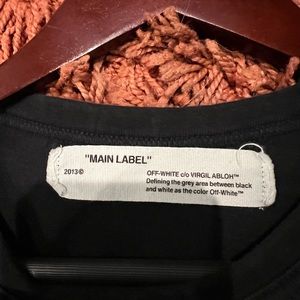 "MAIN LABEL"
2013© OFF-WHITE c/o VIRGIL ABLOH™
Defining the grey area between black
and white as the color Off-White™